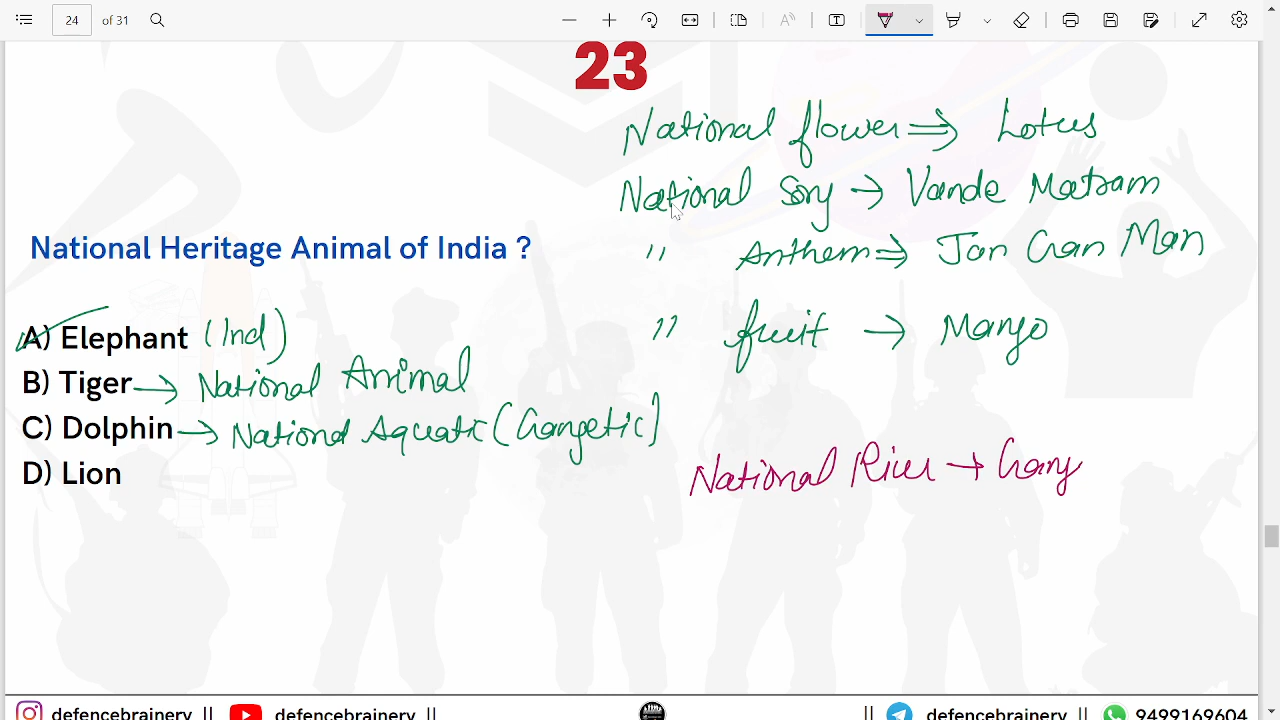 24 of 31
23
National flower ⇒ Lotus
National Song → Vande Matram
" Anthem ⇒ Jan Gan Man
National Heritage Animal of India ?
" fruit → Mango
A) Elephant (Ind)
B) Tiger → National Animal
C) Dolphin → National Aquatic (Gangetic)
D) Lion
National River → Gang
defencebrainery || defencebrainery || || defencebrainery || 9499169604